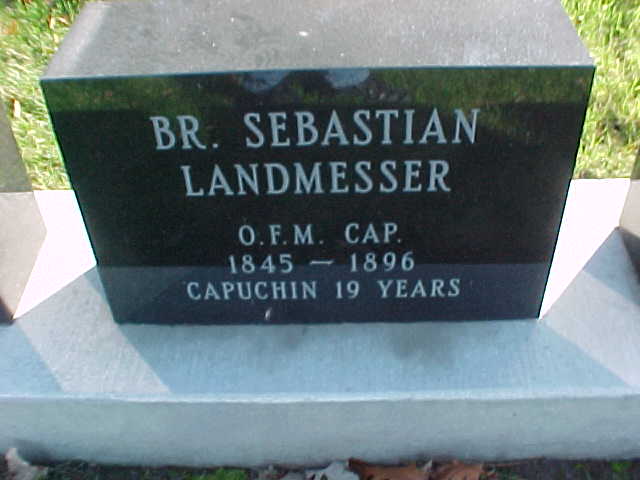 BR. SEBASTIAN
LANDMESSER
O.F.M. CAP.
1845 — 1896
CAPUCHIN 19 YEARS